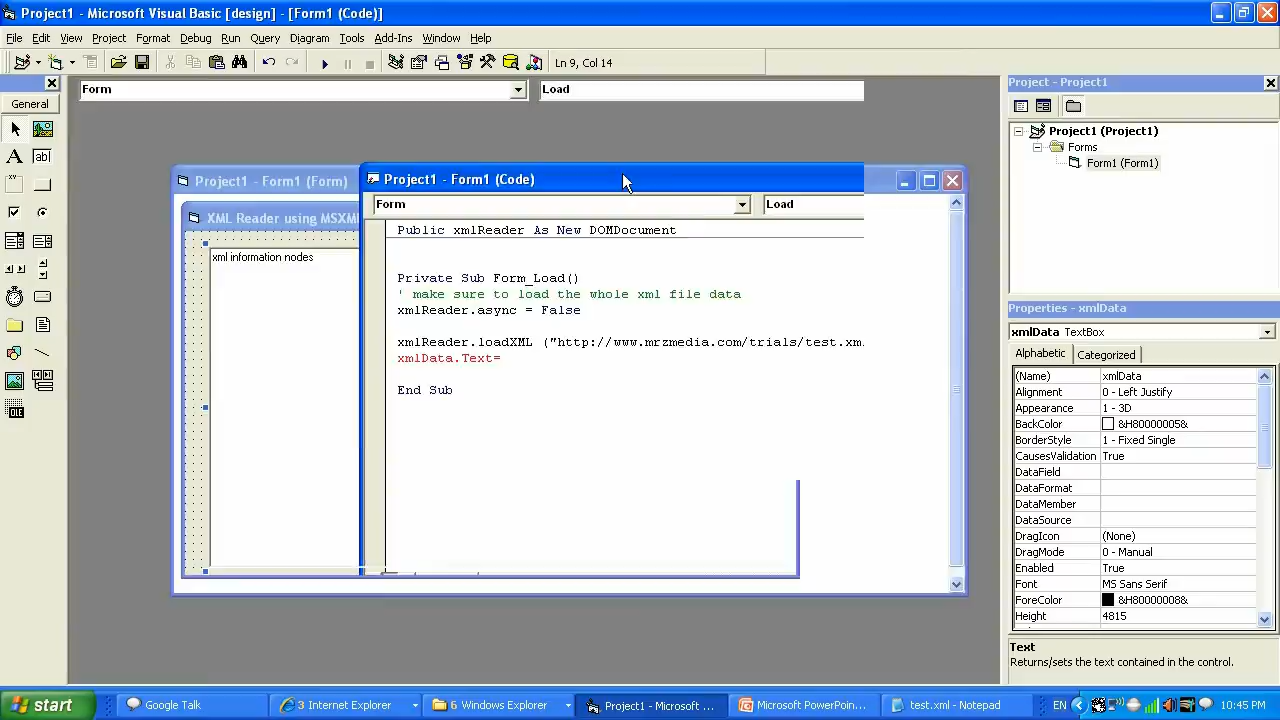 Project1 - Microsoft Visual Basic [design] - [Form1 (Code)]
File Edit View Project Format Debug Run Query Diagram Tools Add-Ins Window Help
Ln 9, Col 14
General
Form
Load
Project1 - Form1 (Form)
XML Reader using MSXM
xml information nodes
Project1 - Form1 (Code)
Form
Load
Public xmlReader As New DOMDocument
Private Sub Form_Load()
' make sure to load the whole xml file data
xmlReader.async = False
xmlReader.loadXML ("http://www.mrzmedia.com/trials/test.xm
xmlData.Text=
End Sub
Project - Project1
Project1 (Project1)
Forms
Form1 (Form1)
Properties - xmlData
xmlData TextBox
Alphabetic Categorized
(Name) xmlData
Alignment 0 - Left Justify
Appearance 1 - 3D
BackColor &H80000005&
BorderStyle 1 - Fixed Single
CausesValidation True
DataField
DataFormat
DataMember
DataSource
DragIcon (None)
DragMode 0 - Manual
Enabled True
Font MS Sans Serif
ForeColor &H80000008&
Height 4815
Text
Returns/sets the text contained in the control.
start
Google Talk
3 Internet Explorer
6 Windows Explorer
Project1 - Microsoft ...
Microsoft PowerPoin...
test.xml - Notepad
EN
10:45 PM